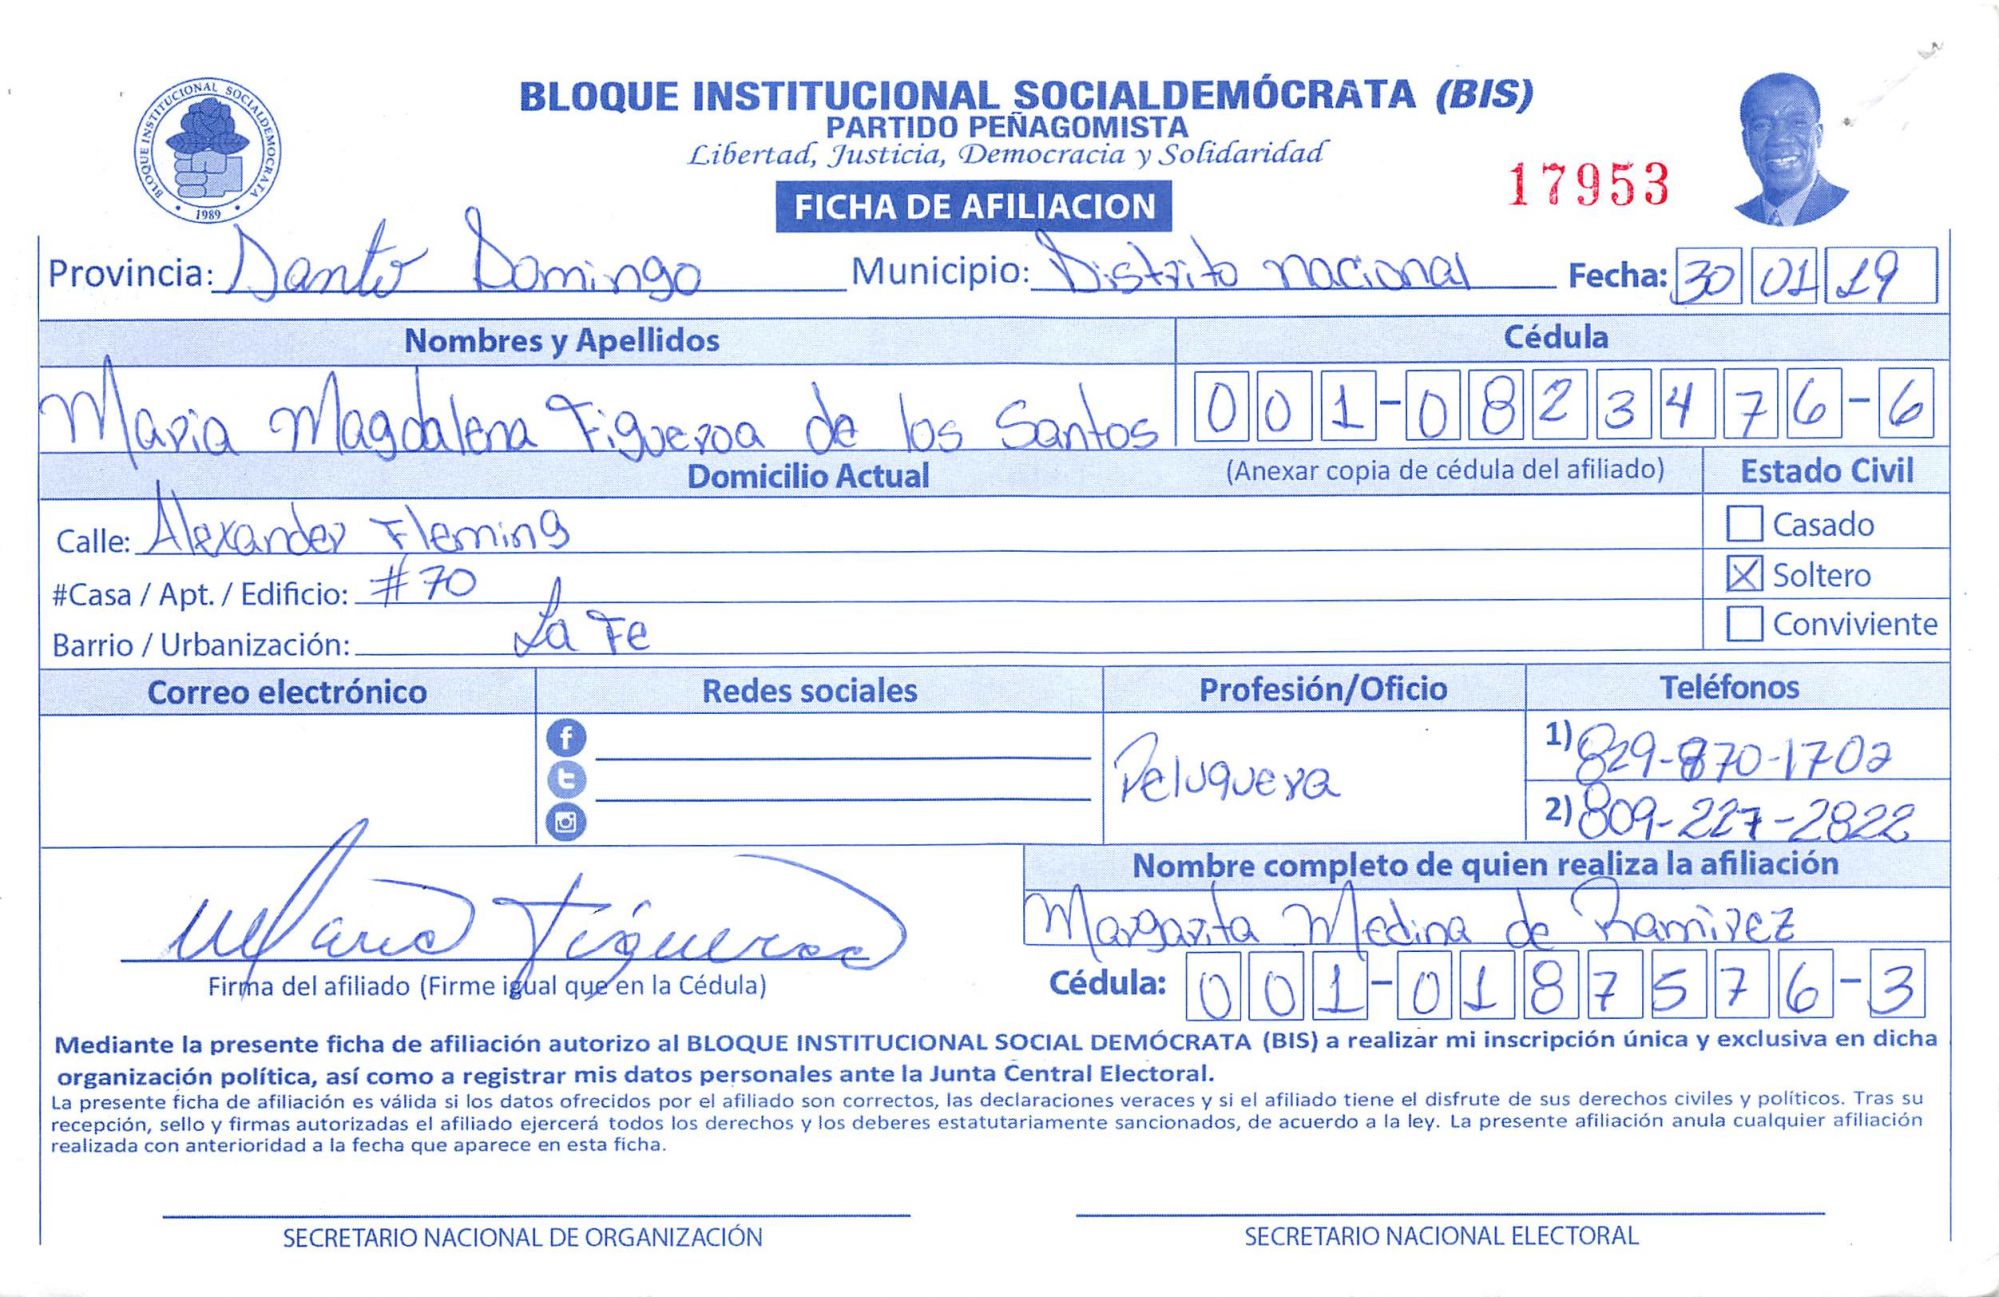 BLOQUE INSTITUCIONAL SOCIALDEMOCRATA
1989
BLOQUE INSTITUCIONAL SOCIALDEMÓCRATA (BIS)
PARTIDO PEÑAGOMISTA
Libertad, Justicia, Democracia y Solidaridad
17953
FICHA DE AFILIACION
Provincia: Santo Domingo Municipio: Distrito nacional Fecha: 30 01 19
Nombres y Apellidos Cédula
Maria Magdalena Figueroa de los Santos 001-0823476-6
Domicilio Actual (Anexar copia de cédula del afiliado) Estado Civil
Calle: Alexander Fleming Casado
#Casa / Apt. / Edificio: #70 Soltero
Barrio / Urbanización: La Fe Conviviente
Correo electrónico Redes sociales Profesión/Oficio Teléfonos
Peluquera 1) 829-870-1702
2) 809-227-2822
Nombre completo de quien realiza la afiliación
Maria Figueroa Margarita Medina de Ramirez
Firma del afiliado (Firme igual que en la Cédula) Cédula: 001-0187576-3
Mediante la presente ficha de afiliación autorizo al BLOQUE INSTITUCIONAL SOCIAL DEMÓCRATA (BIS) a realizar mi inscripción única y exclusiva en dicha
organización política, así como a registrar mis datos personales ante la Junta Central Electoral.
La presente ficha de afiliación es válida si los datos ofrecidos por el afiliado son correctos, las declaraciones veraces y si el afiliado tiene el disfrute de sus derechos civiles y políticos. Tras su
recepción, sello y firmas autorizadas el afiliado ejercerá todos los derechos y los deberes estatutariamente sancionados, de acuerdo a la ley. La presente afiliación anula cualquier afiliación
realizada con anterioridad a la fecha que aparece en esta ficha.
SECRETARIO NACIONAL DE ORGANIZACIÓN SECRETARIO NACIONAL ELECTORAL